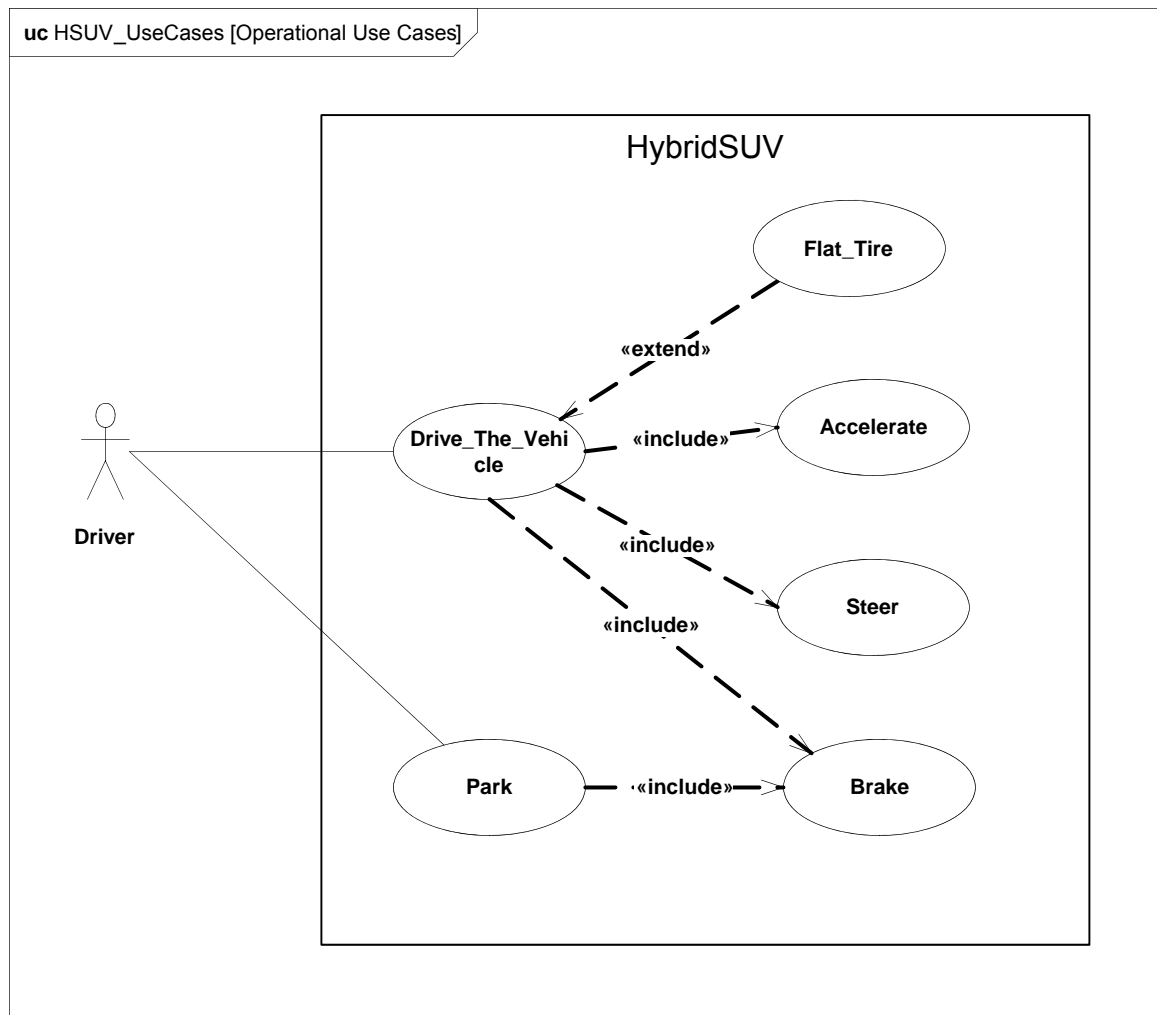 uc HSUV_UseCases [Operational Use Cases]
HybridSUV
Flat_Tire
«extend»
Accelerate
Drive_The_Vehi
cle
«include»
Driver
«include»
Steer
«include»
Park
«include»
Brake